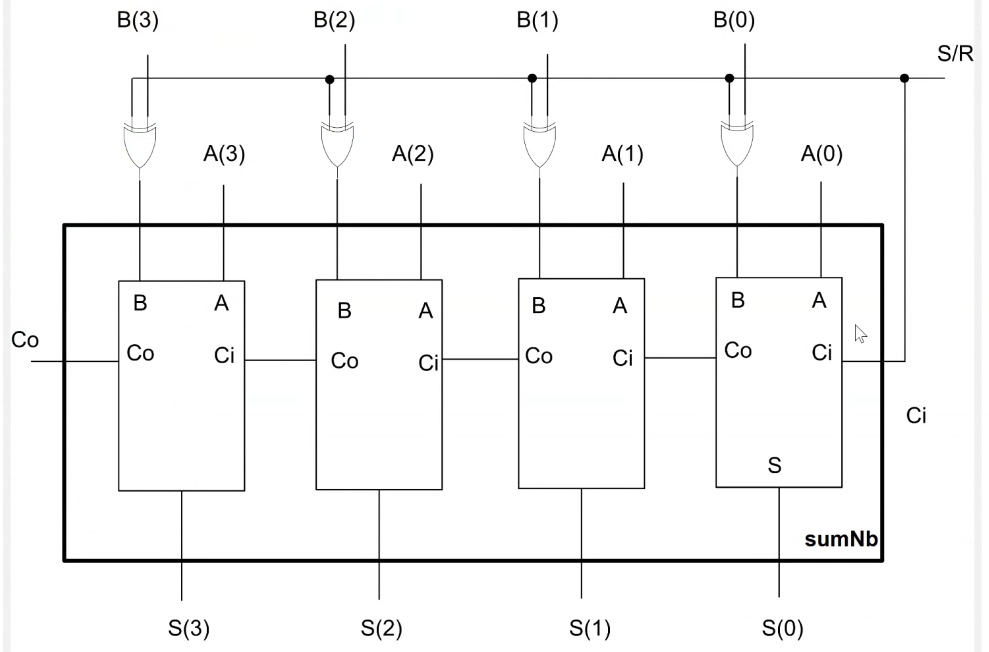 B(3)
B(2)
B(1)
B(0)
S/R
A(3)
A(2)
A(1)
A(0)
B A
B A
B A
B A
Co
Co Ci
Co Ci
Co Ci
Co Ci
Ci
S
sumNb
S(3)
S(2)
S(1)
S(0)